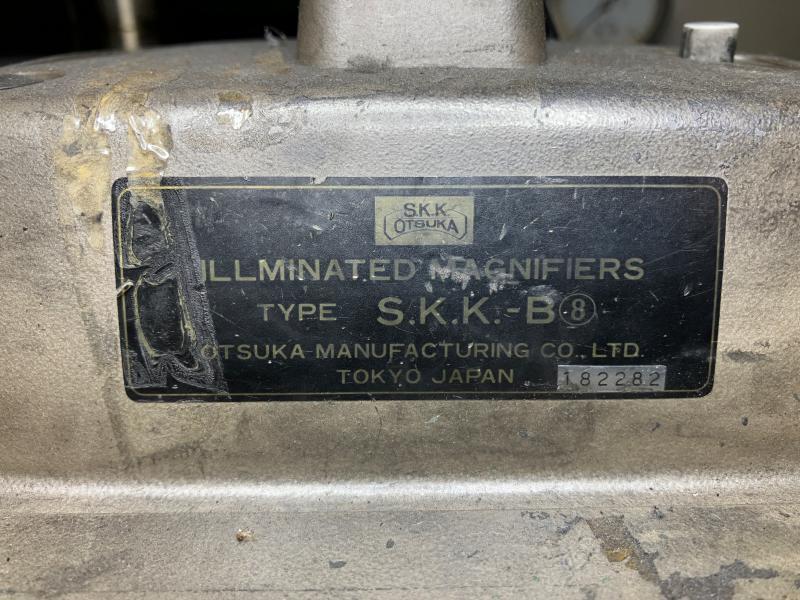 S.K.K.
OTSUKA
ILLMINATED MAGNIFIERS
TYPE S.K.K.-B⑧
OTSUKA MANUFACTURING CO., LTD.
TOKYO JAPAN 182282